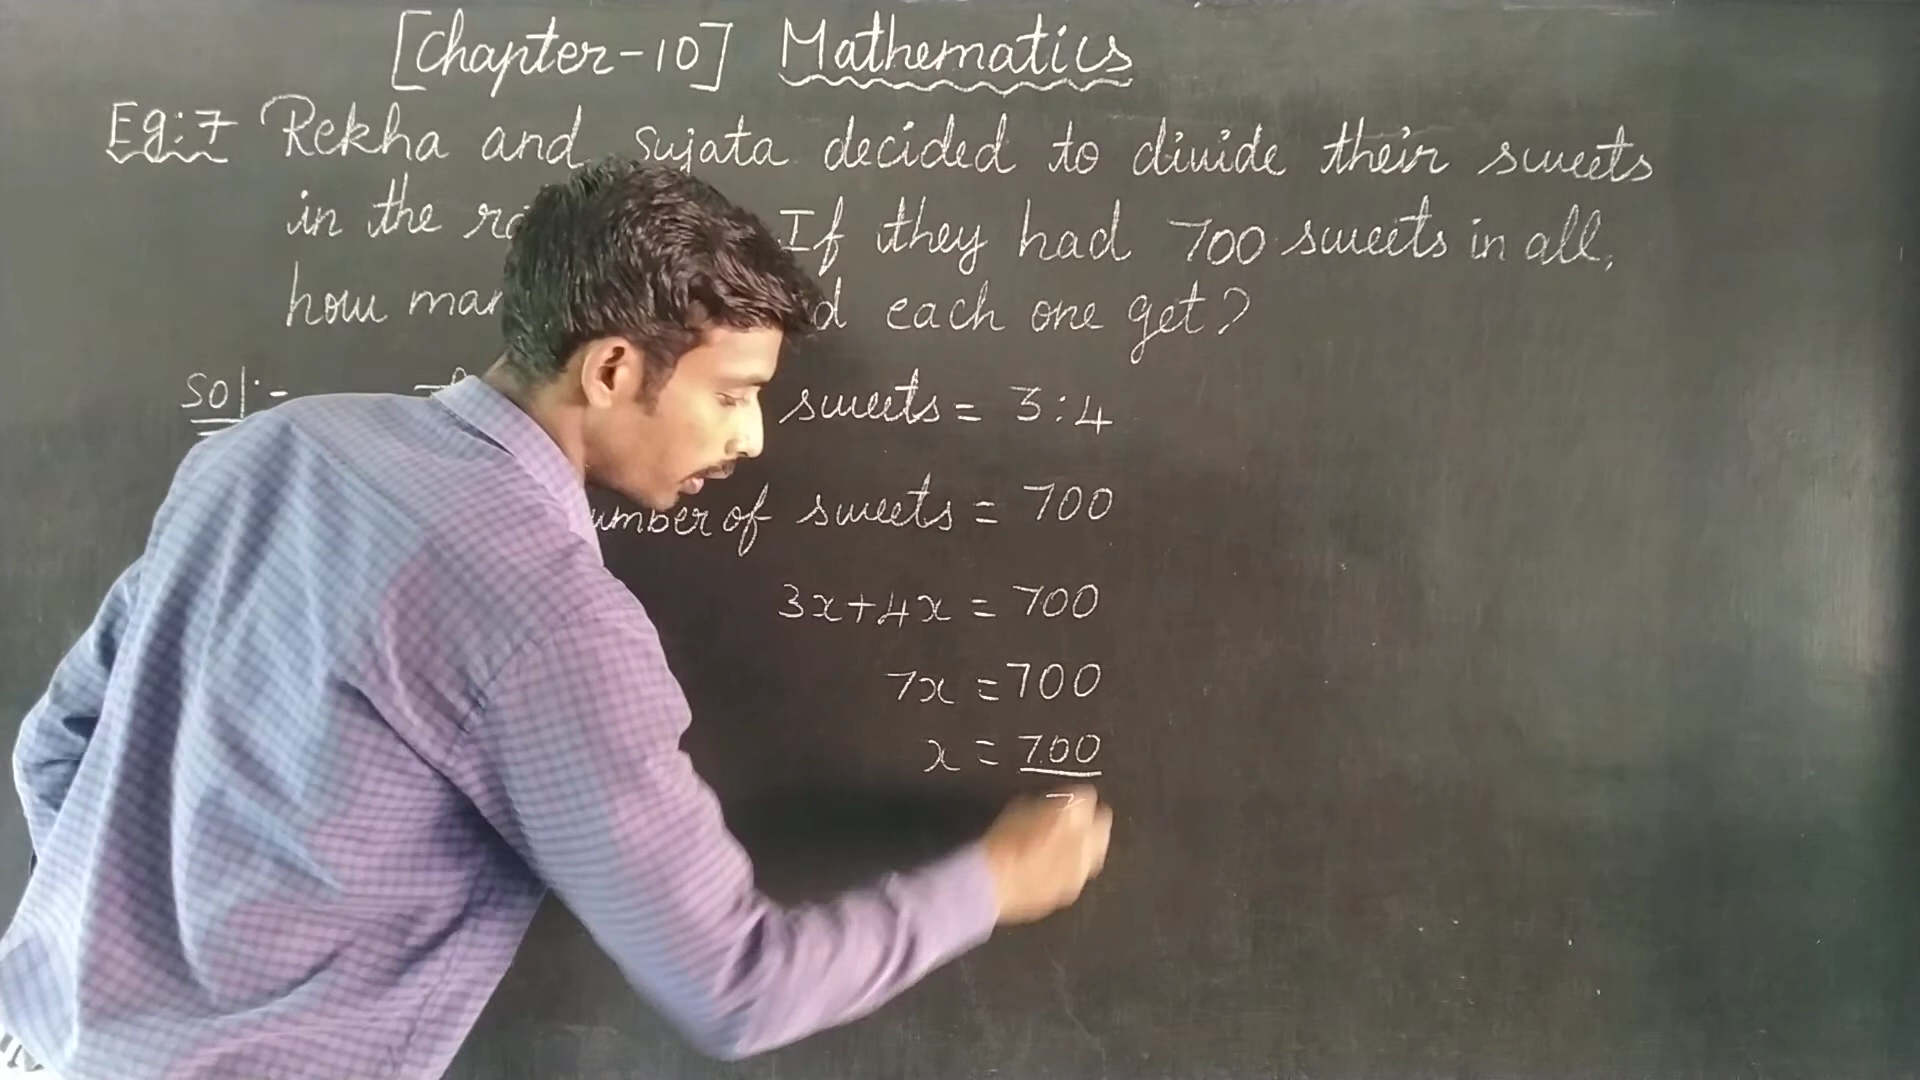 [Chapter-10] Mathematics
Eg:7 Rekha and Sujata decided to divide their sweets
in the If they had 700 sweets in all,
how each one get?
Sol:- sweets = 3:4
of sweets = 700
3x+4x = 700
7x = 700
x = 700
7